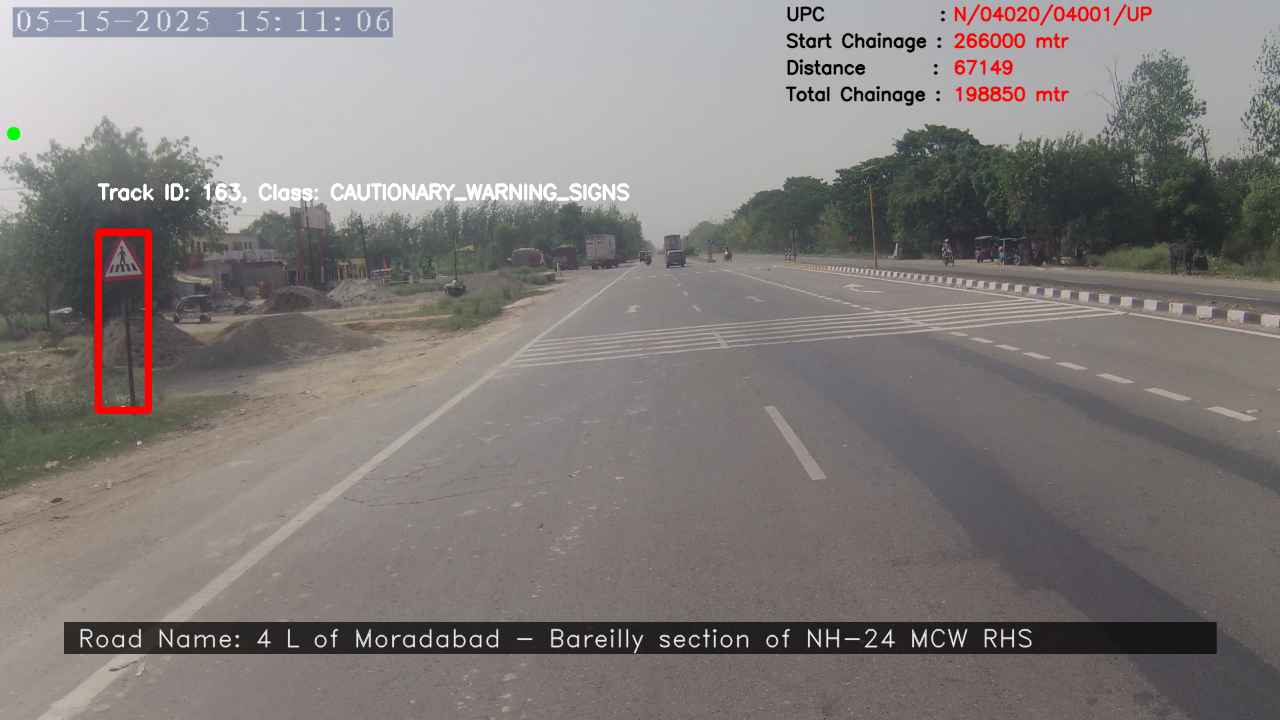 05-15-2025 15:11:06
UPC : N/04020/04001/UP
Start Chainage : 266000 mtr
Distance : 67149
Total Chainage : 198850 mtr
Track ID: 163, Class: CAUTIONARY_WARNING_SIGNS
Road Name: 4 L of Moradabad - Bareilly section of NH-24 MCW RHS